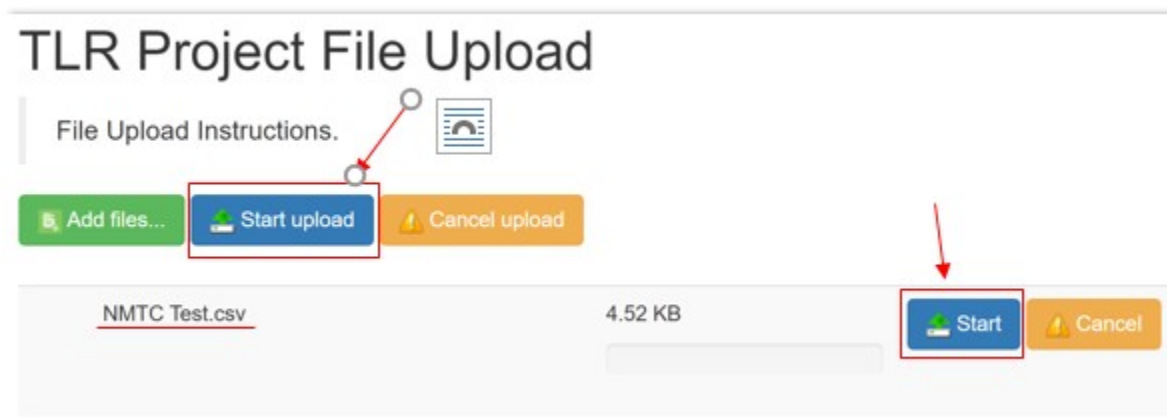 TLR Project File Upload
File Upload Instructions.
Add files... Start upload Cancel upload
NMTC Test.csv 4.52 KB Start Cancel